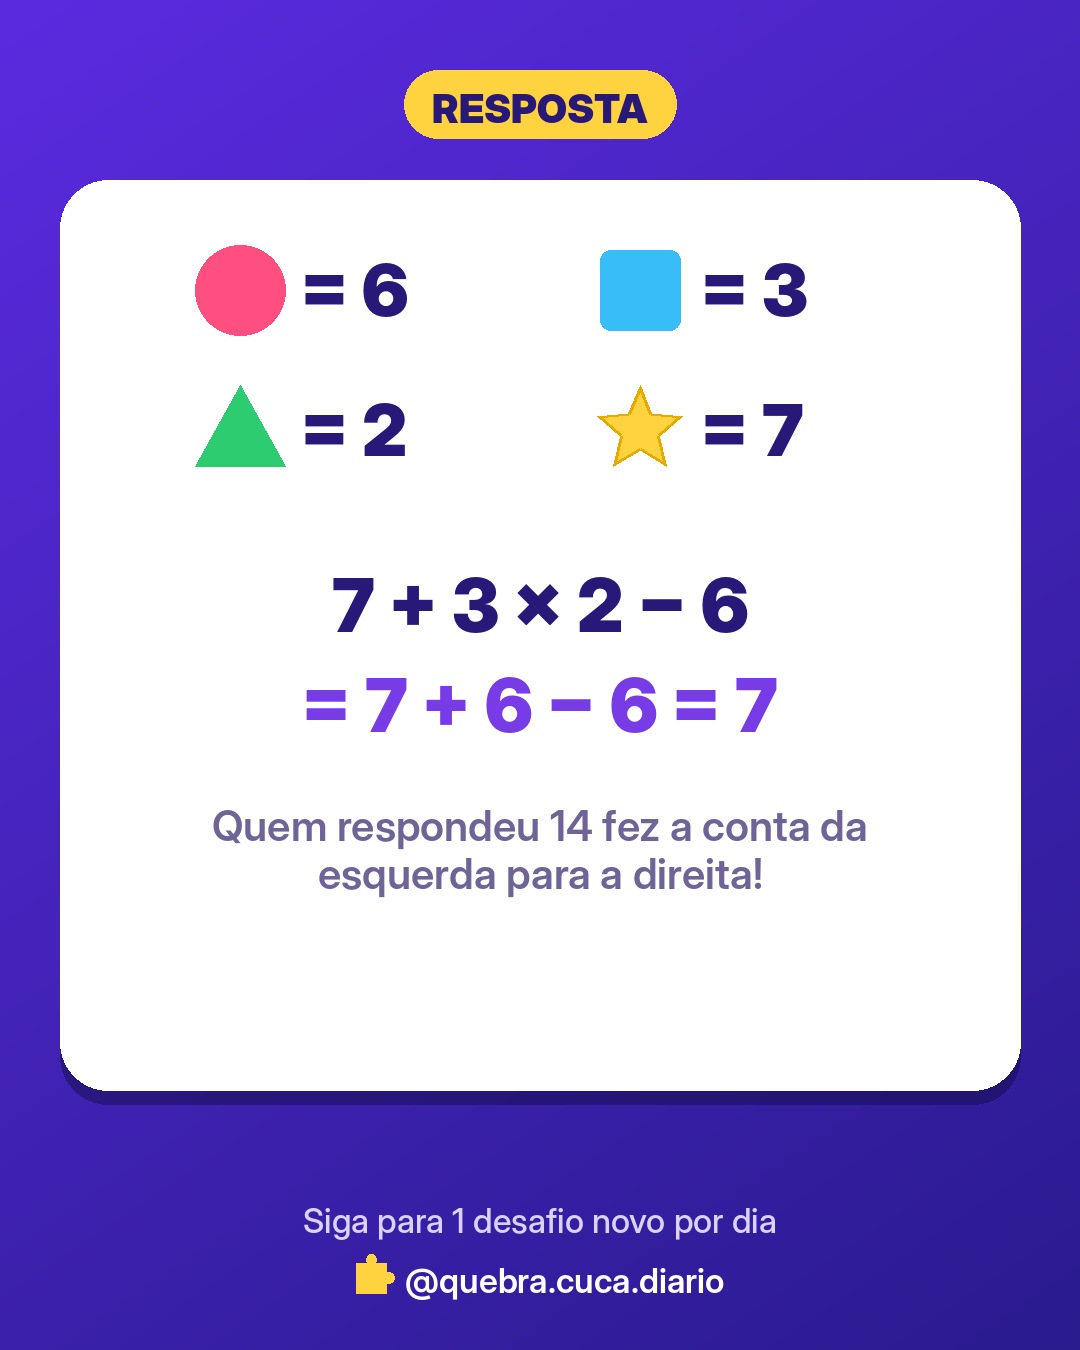 RESPOSTA
= 6
= 3
= 2
= 7
7 + 3 × 2 − 6
= 7 + 6 − 6 = 7
Quem respondeu 14 fez a conta da
esquerda para a direita!
Siga para 1 desafio novo por dia
@quebra.cuca.diario